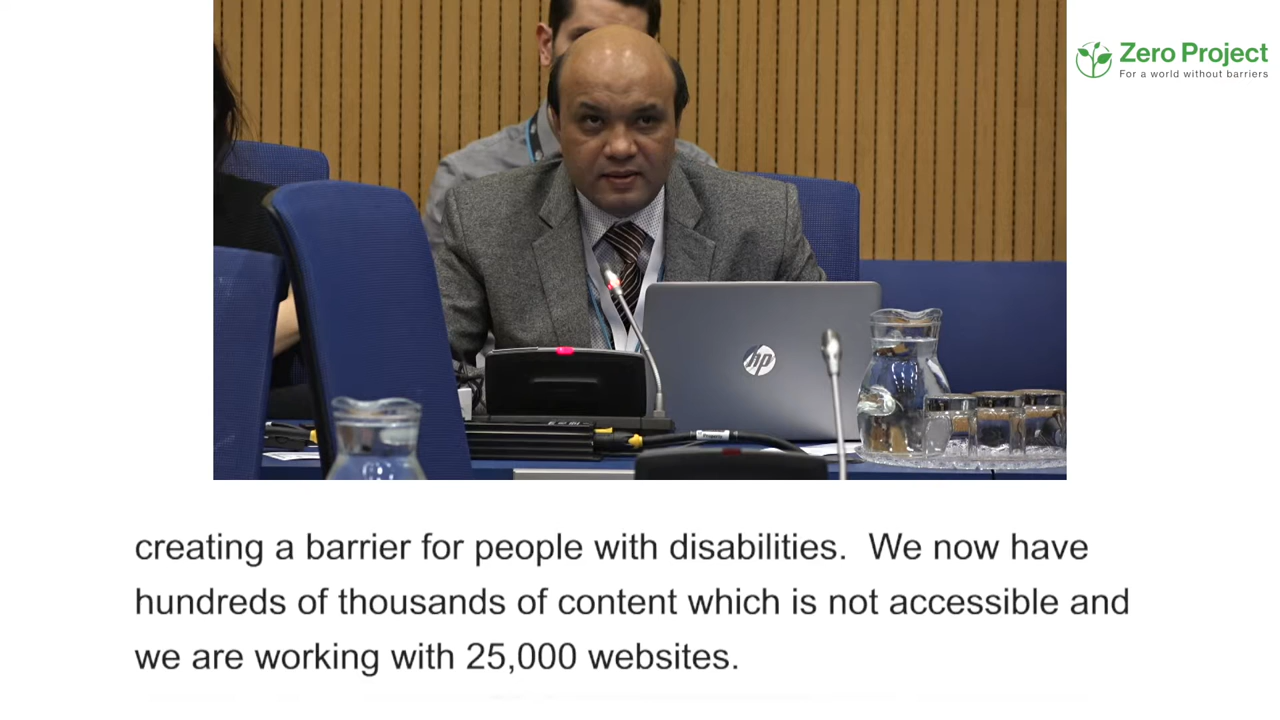 Zero Project
For a world without barriers
hp
creating a barrier for people with disabilities.  We now have
hundreds of thousands of content which is not accessible and
we are working with 25,000 websites.